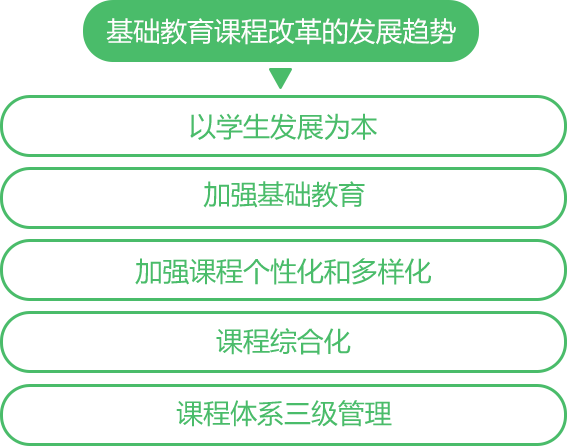 基础教育课程改革的发展趋势
以学生发展为本
加强基础教育
加强课程个性化和多样化
课程综合化
课程体系三级管理